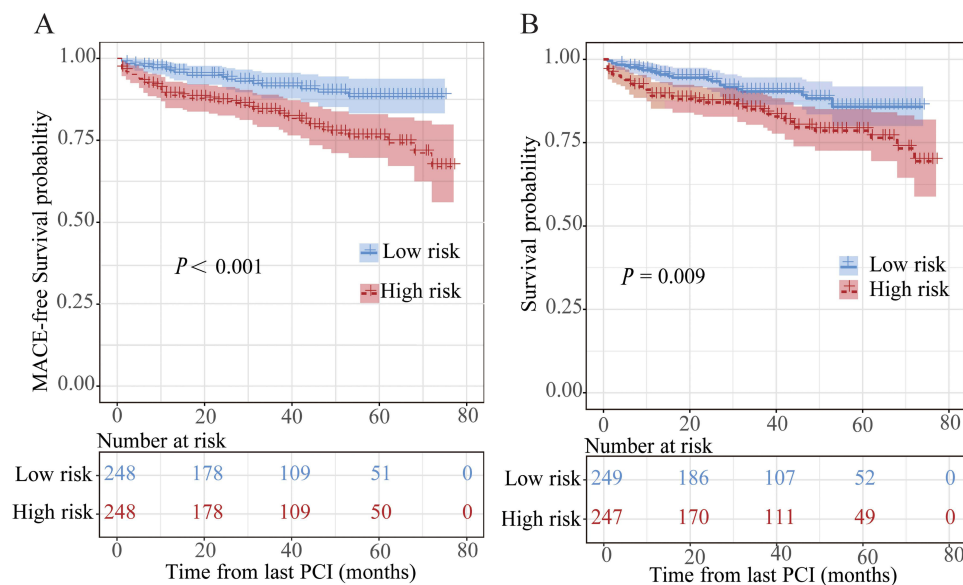 A
MACE-free Survival probabiltiy
1.00
0.75
0.50
0.25
0.00
P < 0.001
Low risk
High risk
0 20 40 60 80
Number at risk
Low risk 248 178 109 51 0
High risk 248 178 109 50 0
0 20 40 60 80
Time from last PCI (months)
B
Survival probability
1.00
0.75
0.50
0.25
0.00
P = 0.009
Low risk
High risk
0 20 40 60 80
Number at risk
Low risk 249 186 107 52 0
High risk 247 170 111 49 0
0 20 40 60 80
Time from last PCI (months)